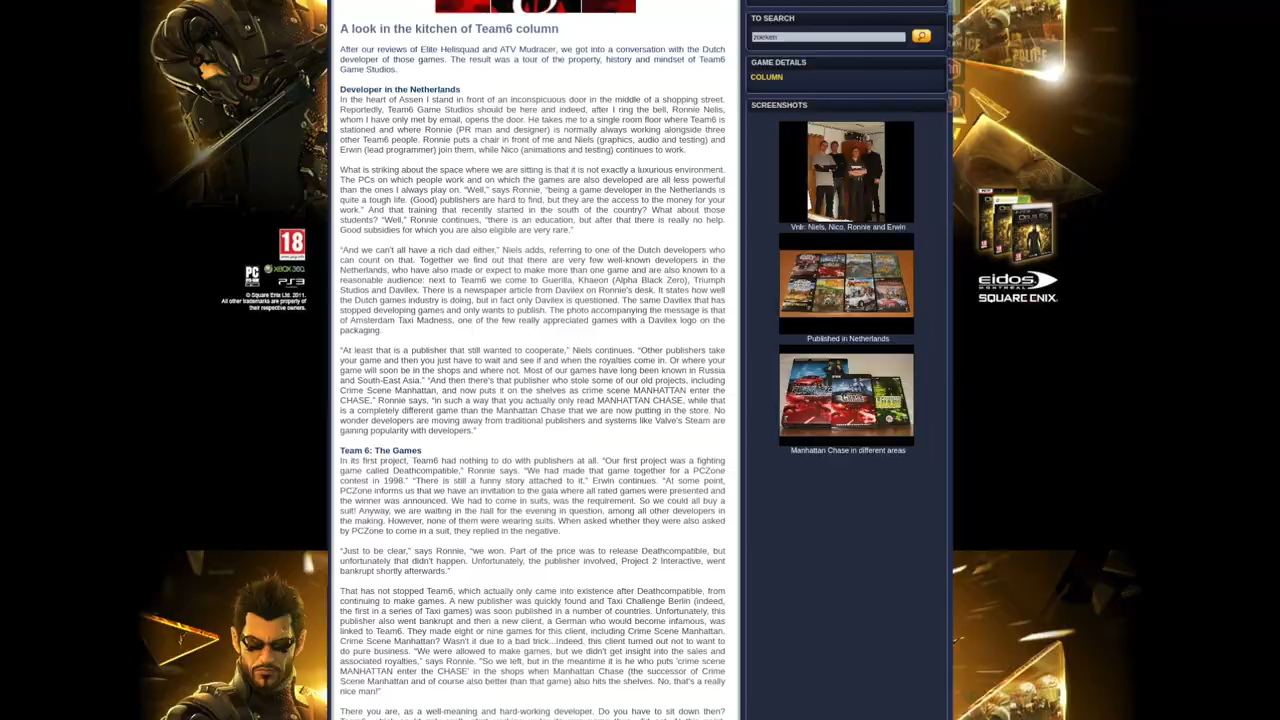 A look in the kitchen of Team6 column
After our reviews of Elite Helisquad and ATV Mudracer, we got into a conversation with the Dutch
developer of those games. The result was a tour of the property, history and mindset of Team6
Game Studios.
Developer in the Netherlands
In the heart of Assen I stand in front of an inconspicuous door in the middle of a shopping street.
Reportedly, Team6 Game Studios should be here and indeed, after I ring the bell, Ronnie Nelis,
whom I have only met by email, opens the door. He takes me to a single room floor where Team6 is
stationed and where Ronnie (PR man and designer) is normally always working alongside three
other Team6 people. Ronnie puts a chair in front of me and Niels (graphics, audio and testing) and
Erwin (lead programmer) join them, while Nico (animations and testing) continues to work.
What is striking about the space where we are sitting is that it is not exactly a luxurious environment.
The PCs on which people work and on which the games are also developed are all less powerful
than the ones I always play on. “Well,” says Ronnie, “being a game developer in the Netherlands is
quite a tough life. (Good) publishers are hard to find, but they are the access to the money for your
work.” And that training that recently started in the south of the country? What about those
students? “Well,” Ronnie continues, “there is an education, but after that there is really no help.
Good subsidies for which you are also eligible are very rare.”
“And we can't all have a rich dad either,” Niels adds, referring to one of the Dutch developers who
can count on that. Together we find out that there are very few well-known developers in the
Netherlands, who have also made or expect to make more than one game and are also known to a
reasonable audience: next to Team6 we come to Guerilla, Khaeon (Alpha Black Zero), Triumph
Studios and Davilex. There is a newspaper article from Davilex on Ronnie's desk. It states how well
the Dutch games industry is doing, but in fact only Davilex is questioned. The same Davilex that has
stopped developing games and only wants to publish. The photo accompanying the message is that
of Amsterdam Taxi Madness, one of the few really appreciated games with a Davilex logo on the
packaging.
“At least that is a publisher that still wanted to cooperate,” Niels continues. “Other publishers take
your game and then you just have to wait and see if and when the royalties come in. Or where your
game will soon be in the shops and where not. Most of our games have long been known in Russia
and South-East Asia.” “And then there's that publisher who stole some of our old projects, including
Crime Scene Manhattan, and now puts it on the shelves as crime scene MANHATTAN enter the
CHASE,” Ronnie says, “in such a way that you actually only read MANHATTAN CHASE, while that
is a completely different game than the Manhattan Chase that we are now putting in the store. No
wonder developers are moving away from traditional publishers and systems like Valve's Steam are
gaining popularity with developers.”
Team 6: The Games
In its first project, Team6 had nothing to do with publishers at all. “Our first project was a fighting
game called Deathcompatible,” Ronnie says. “We had made that game together for a PCZone
contest in 1998.” “There is still a funny story attached to it,” Erwin continues. “At some point,
PCZone informs us that we have an invitation to the gala where all rated games were presented and
the winner was announced. We had to come in suits, was the requirement. So we could all buy a
suit! Anyway, we are waiting in the hall for the evening in question, among all other developers in
the making. However, none of them were wearing suits. When asked whether they were also asked
by PCZone to come in a suit, they replied in the negative.
“Just to be clear,” says Ronnie, “we won. Part of the price was to release Deathcompatible, but
unfortunately that didn't happen. Unfortunately, the publisher involved, Project 2 Interactive, went
bankrupt shortly afterwards.”
That has not stopped Team6, which actually only came into existence after Deathcompatible, from
continuing to make games. A new publisher was quickly found and Taxi Challenge Berlin (indeed,
the first in a series of Taxi games) was soon published in a number of countries. Unfortunately, this
publisher also went bankrupt and then a new client, a German who would become infamous, was
linked to Team6. They made eight or nine games for this client, including Crime Scene Manhattan.
Crime Scene Manhattan? Wasn't it due to a bad trick...Indeed, this client turned out not to want to
do pure business. “We were allowed to make games, but we didn't get insight into the sales and
associated royalties,” says Ronnie. “So we left, but in the meantime it is he who puts 'crime scene
MANHATTAN enter the CHASE' in the shops when Manhattan Chase (the successor of Crime
Scene Manhattan and of course also better than that game) also hits the shelves. No, that's a really
nice man!”
There you are, as a well-meaning and hard-working developer. Do you have to sit down then?
TO SEARCH
zoeken
GAME DETAILS
COLUMN
SCREENSHOTS
Vnlr: Niels, Nico, Ronnie and Erwin
Published in Netherlands
Manhattan Chase in different areas
18
PC
XBOX 360
PS3
© Square Enix Ltd. 2011.
All other trademarks are property of
their respective owners.
eidos
MONTREAL
SQUARE ENIX
POLICE